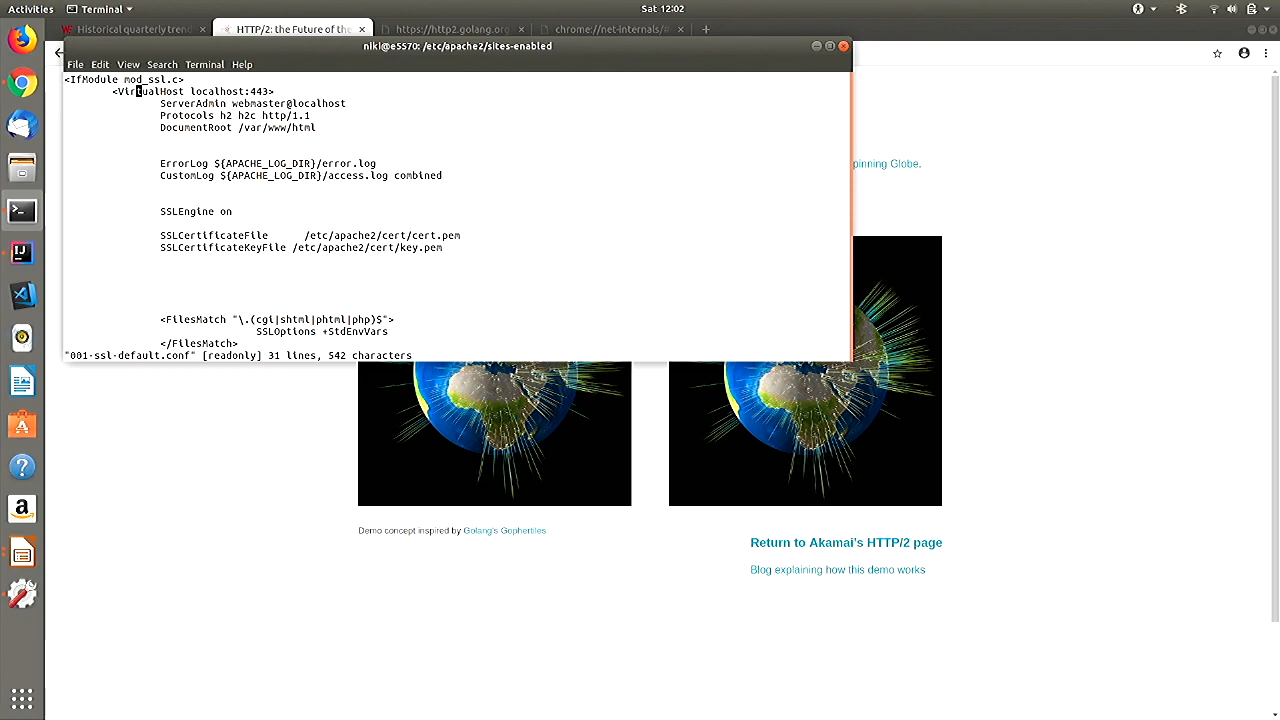 Activities
Terminal
Sat 12:02
Historical quarterly trend
HTTP/2: the Future of the
https://http2.golang.org
chrome://net-internals/#
niki@e5570: /etc/apache2/sites-enabled
File Edit View Search Terminal Help
<IfModule mod_ssl.c>
<VirtualHost localhost:443>
ServerAdmin webmaster@localhost
Protocols h2 h2c http/1.1
DocumentRoot /var/www/html
ErrorLog ${APACHE_LOG_DIR}/error.log
pinning Globe.
CustomLog ${APACHE_LOG_DIR}/access.log combined
SSLEngine on
SSLCertificateFile /etc/apache2/cert/cert.pem
SSLCertificateKeyFile /etc/apache2/cert/key.pem
<FilesMatch "\.(cgi|shtml|phtml|php)$">
SSLOptions +StdEnvVars
</FilesMatch>
"001-ssl-default.conf" [readonly] 31 lines, 542 characters
Demo concept inspired by Golang's Gophertiles
Return to Akamai's HTTP/2 page
Blog explaining how this demo works